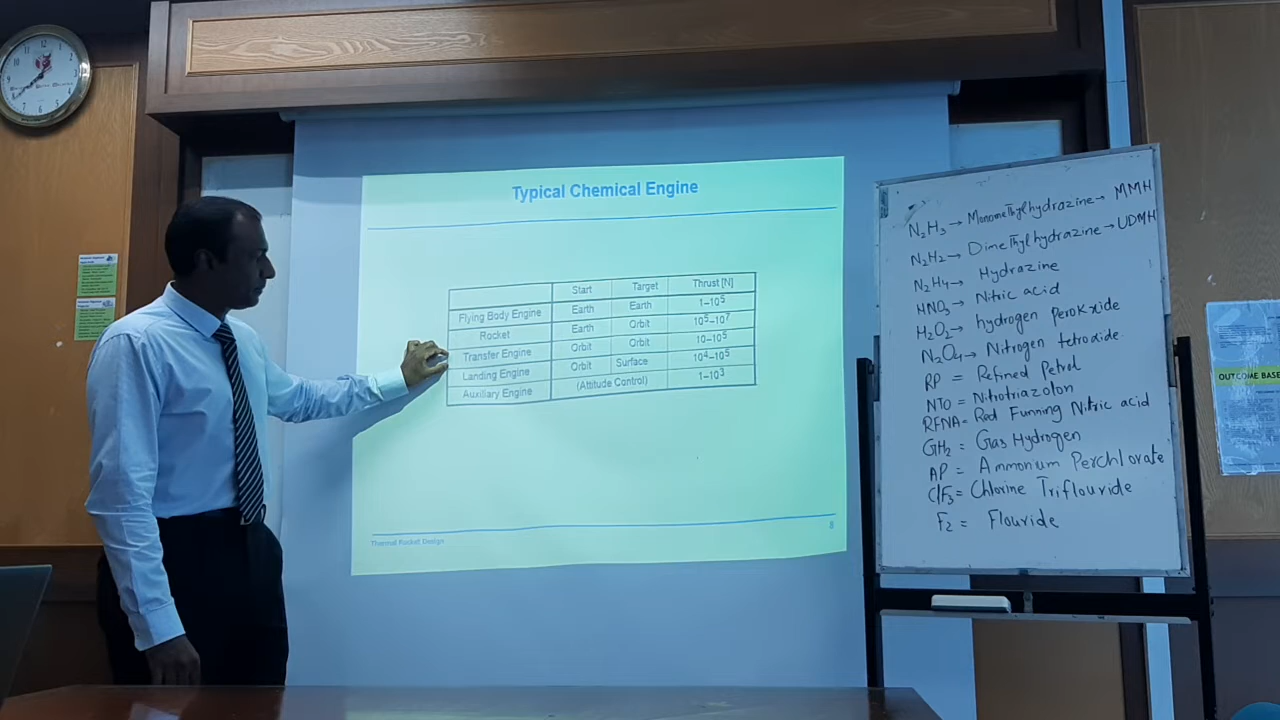 Typical Chemical Engine
Start Target Thrust [N]
Flying Body Engine Earth Earth 1–10⁵
Rocket Earth Orbit 10⁵–10⁷
Transfer Engine Orbit Orbit 10–10⁵
Landing Engine Orbit Surface 10⁴–10⁵
Auxiliary Engine (Attitude Control) 1–10³
Thermal Rocket Design 8
N₂H₃→ Monomethylhydrazine→ MMH
N₂H₂→ Dimethylhydrazine→UDMH
N₂H₄→ Hydrazine
HNO₃→ Nitric acid
H₂O₂→ hydrogen perokxide
N₂O₄→ Nitrogen tetroxide
RP = Refined Petrol
NTO = Nitrotriazolon
RFNA= Red Funning Nitric acid
GH₂ = Gas Hydrogen
AP = Ammonium Perchlorate
ClF₃= Chlorine Triflouride
F₂ = Flouride
OUTCOME BASE